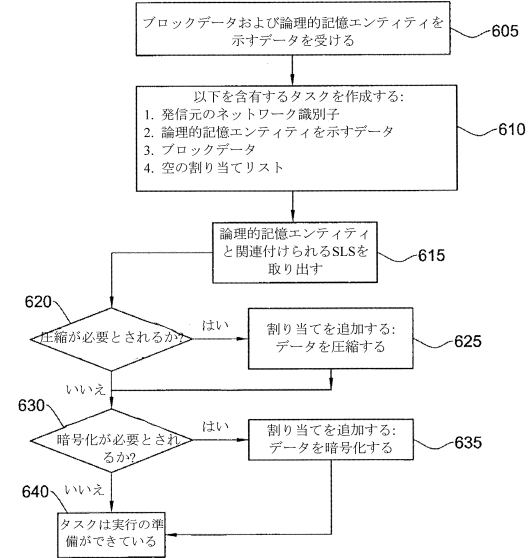 ブロックデータおよび論理的記憶エンティティを
示すデータを受ける
605
以下を含有するタスクを作成する:
1. 発信元のネットワーク識別子
2. 論理的記憶エンティティを示すデータ
3. ブロックデータ
4. 空の割り当てリスト
610
論理的記憶エンティティ
と関連付けられるSLSを
取り出す
615
620
圧縮が必要とされるか?
はい
割り当てを追加する:
データを圧縮する
625
いいえ
630
暗号化が必要とされ
るか?
はい
割り当てを追加する:
データを暗号化する
635
いいえ
640
タスクは実行の準
備ができている